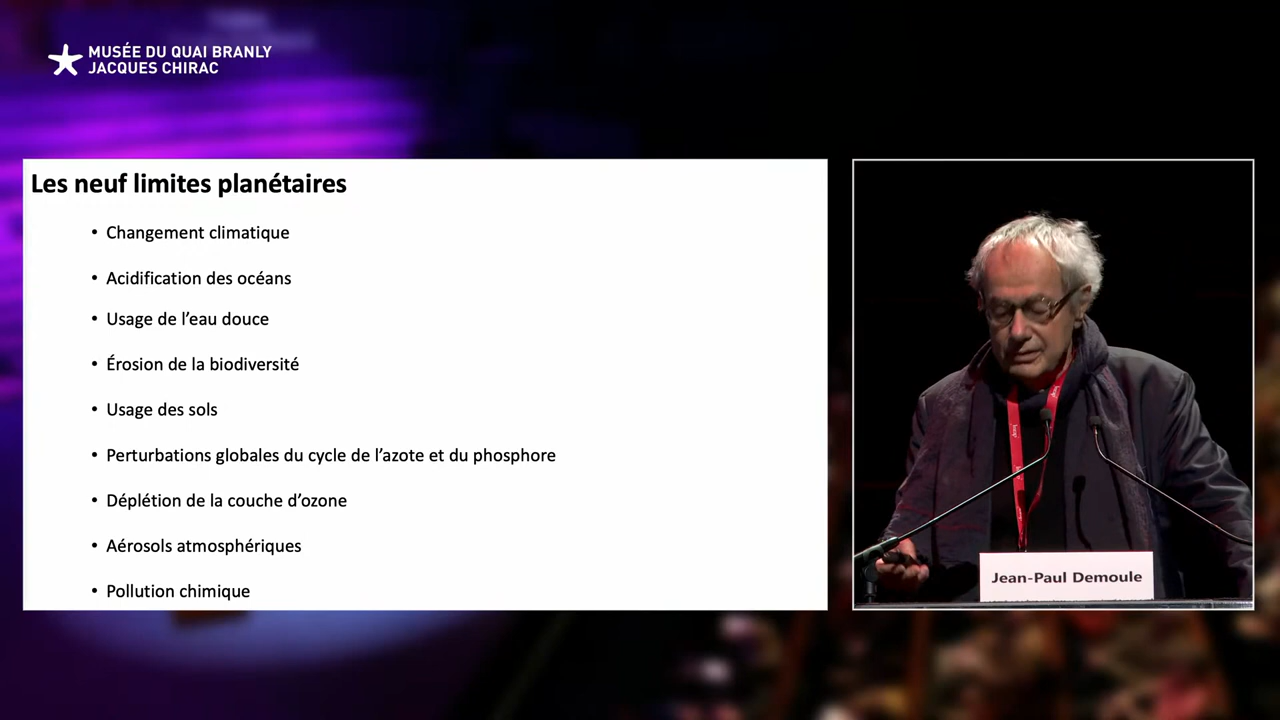 MUSÉE DU QUAI BRANLY
JACQUES CHIRAC
Les neuf limites planétaires
• Changement climatique
• Acidification des océans
• Usage de l’eau douce
• Érosion de la biodiversité
• Usage des sols
• Perturbations globales du cycle de l’azote et du phosphore
• Déplétion de la couche d’ozone
• Aérosols atmosphériques
• Pollution chimique
Jean-Paul Demoule